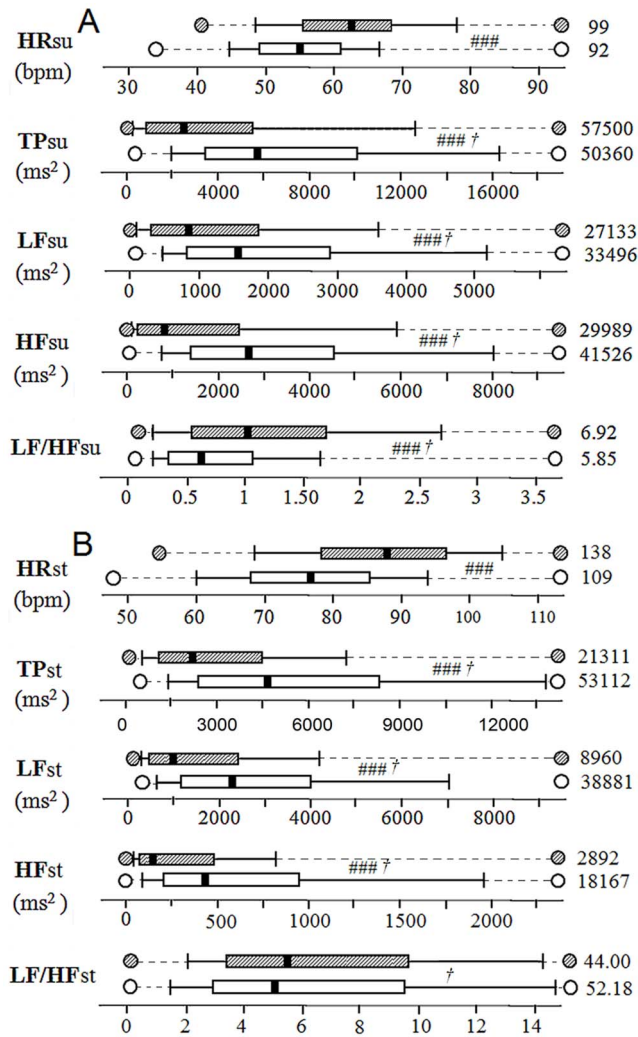 A
HRsu
(bpm)
###
99
92
30 40 50 60 70 80 90
TPsu
(ms²)
### †
57500
50360
0 4000 8000 12000 16000
LFsu
(ms²)
### †
27133
33496
0 1000 2000 3000 4000 5000
HFsu
(ms²)
### †
29989
41526
0 2000 4000 6000 8000
LF/HFsu
### †
6.92
5.85
0 0.5 1 1.50 2 2.5 3 3.5
B
HRst
(bpm)
###
138
109
50 60 70 80 90 100 110
TPst
(ms²)
### †
21311
53112
0 3000 6000 9000 12000
LFst
(ms²)
### †
8960
38881
0 2000 4000 6000 8000
HFst
(ms²)
### †
2892
18167
0 500 1000 1500 2000
LF/HFst
†
44.00
52.18
0 2 4 6 8 10 12 14